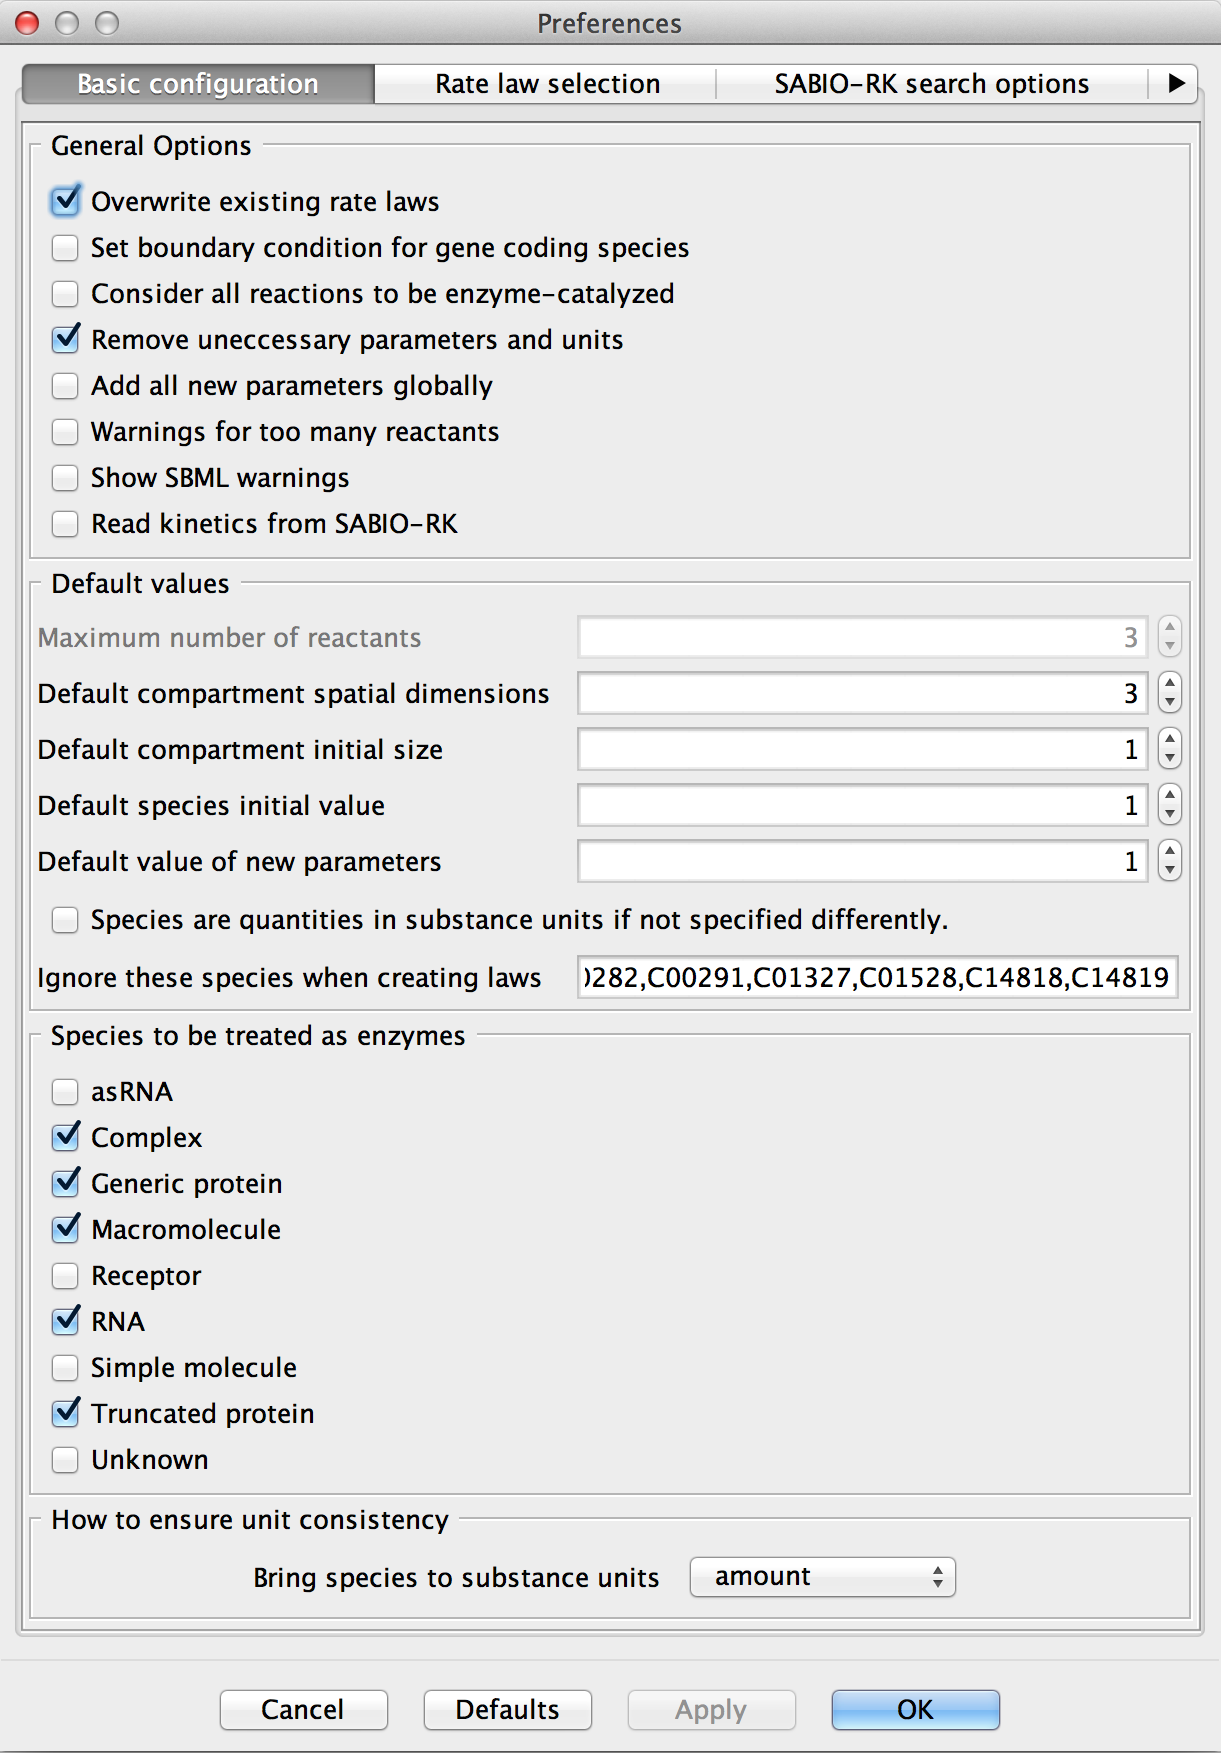 Preferences
Basic configuration
Rate law selection
SABIO-RK search options
General Options
Overwrite existing rate laws
Set boundary condition for gene coding species
Consider all reactions to be enzyme-catalyzed
Remove uneccessary parameters and units
Add all new parameters globally
Warnings for too many reactants
Show SBML warnings
Read kinetics from SABIO-RK
Default values
Maximum number of reactants 3
Default compartment spatial dimensions 3
Default compartment initial size 1
Default species initial value 1
Default value of new parameters 1
Species are quantities in substance units if not specified differently.
Ignore these species when creating laws 282,C00291,C01327,C01528,C14818,C14819
Species to be treated as enzymes
asRNA
Complex
Generic protein
Macromolecule
Receptor
RNA
Simple molecule
Truncated protein
Unknown
How to ensure unit consistency
Bring species to substance units amount
Cancel Defaults Apply OK